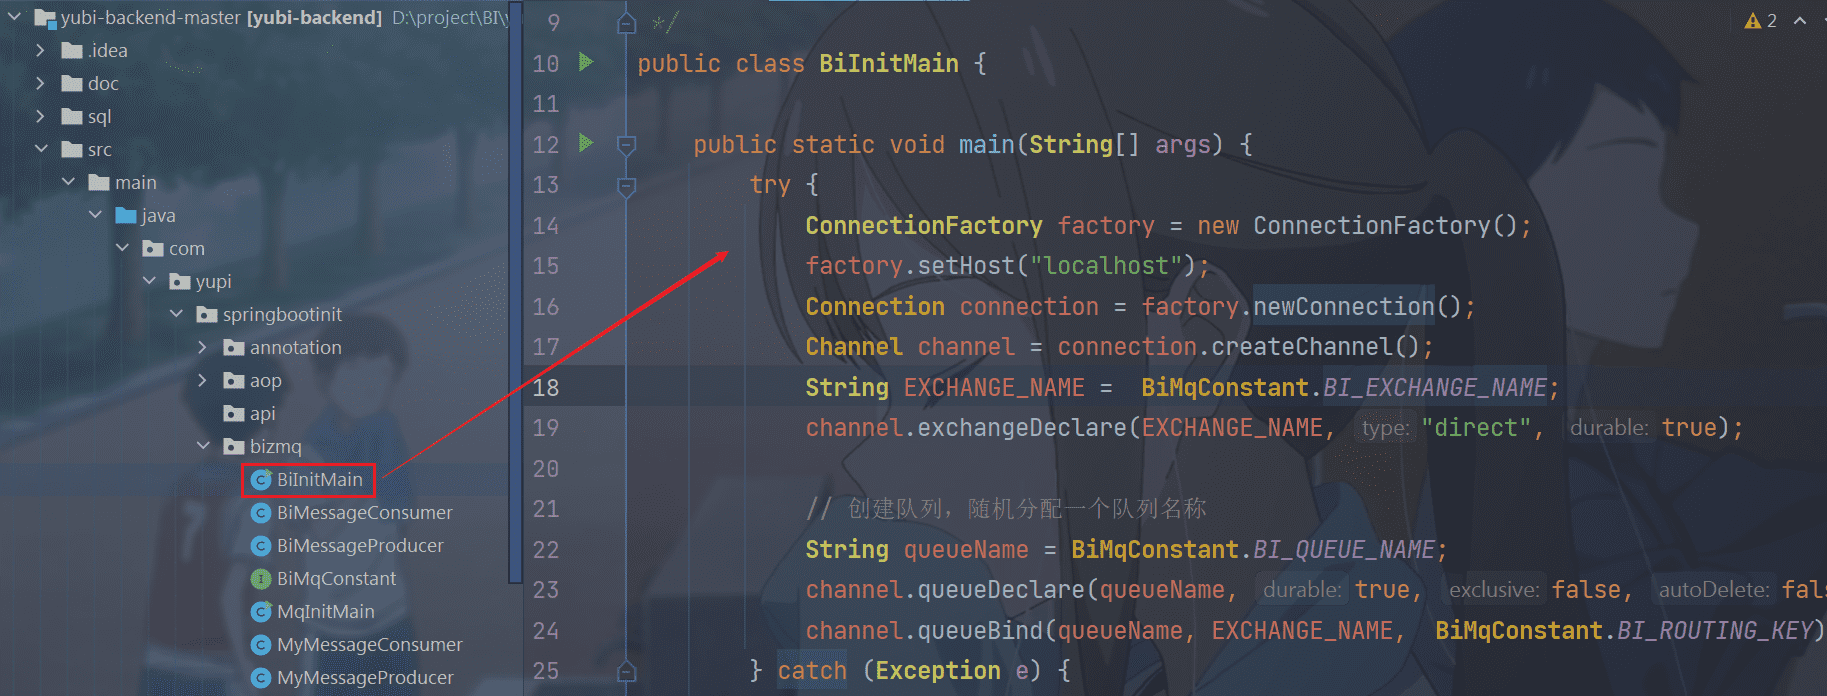 yubi-backend-master [yubi-backend] D:\project\BI\y
.idea
doc
sql
src
main
java
com
yupi
springbootinit
annotation
aop
api
bizmq
BiInitMain
BiMessageConsumer
BiMessageProducer
BiMqConstant
MqInitMain
MyMessageConsumer
MyMessageProducer
2
9 */
10 public class BiInitMain {
11
12 public static void main(String[] args) {
13 try {
14 ConnectionFactory factory = new ConnectionFactory();
15 factory.setHost("localhost");
16 Connection connection = factory.newConnection();
17 Channel channel = connection.createChannel();
18 String EXCHANGE_NAME = BiMqConstant.BI_EXCHANGE_NAME;
19 channel.exchangeDeclare(EXCHANGE_NAME, type: "direct", durable: true);
20
21 // 创建队列，随机分配一个队列名称
22 String queueName = BiMqConstant.BI_QUEUE_NAME;
23 channel.queueDeclare(queueName, durable: true, exclusive: false, autoDelete: fals
24 channel.queueBind(queueName, EXCHANGE_NAME, BiMqConstant.BI_ROUTING_KEY)
25 } catch (Exception e) {